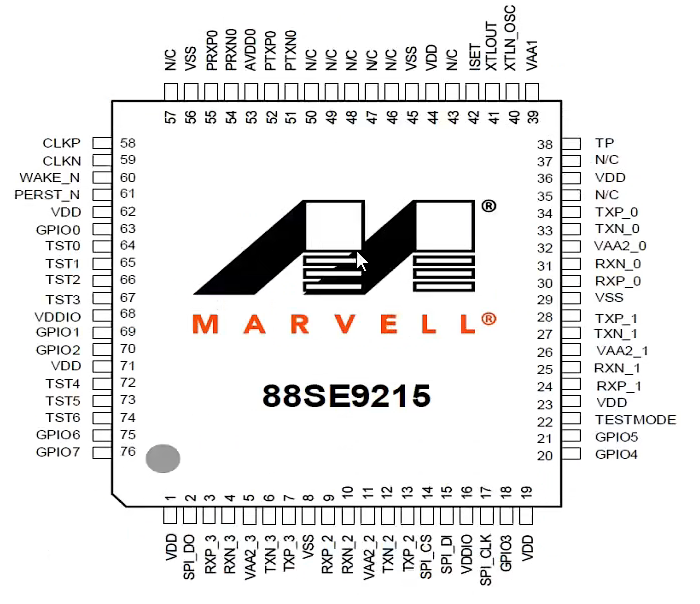 N/C VSS PRXP0 PRXN0 AVDD0 PTXP0 PTXN0 N/C N/C N/C N/C N/C VSS VDD N/C ISET XTLOUT XTLN_OSC VAA1
57 56 55 54 53 52 51 50 49 48 47 46 45 44 43 42 41 40 39
CLKP 58 38 TP
CLKN 59 37 N/C
WAKE_N 60 36 VDD
PERST_N 61 35 N/C
VDD 62 34 TXP_0
GPIO0 63 33 TXN_0
TST0 64 32 VAA2_0
TST1 65 31 RXN_0
TST2 66 30 RXP_0
TST3 67 29 VSS
VDDIO 68 28 TXP_1
GPIO1 69 27 TXN_1
GPIO2 70 26 VAA2_1
VDD 71 25 RXN_1
TST4 72 24 RXP_1
TST5 73 23 VDD
TST6 74 22 TESTMODE
GPIO6 75 21 GPIO5
GPIO7 76 20 GPIO4
®
MARVELL®
88SE9215
1 2 3 4 5 6 7 8 9 10 11 12 13 14 15 16 17 18 19
VDD SPI_DO RXP_3 RXN_3 VAA2_3 TXN_3 TXP_3 VSS RXP_2 RXN_2 VAA2_2 TXN_2 TXP_2 SPI_CS SPI_DI VDDIO SPI_CLK GPIO3 VDD